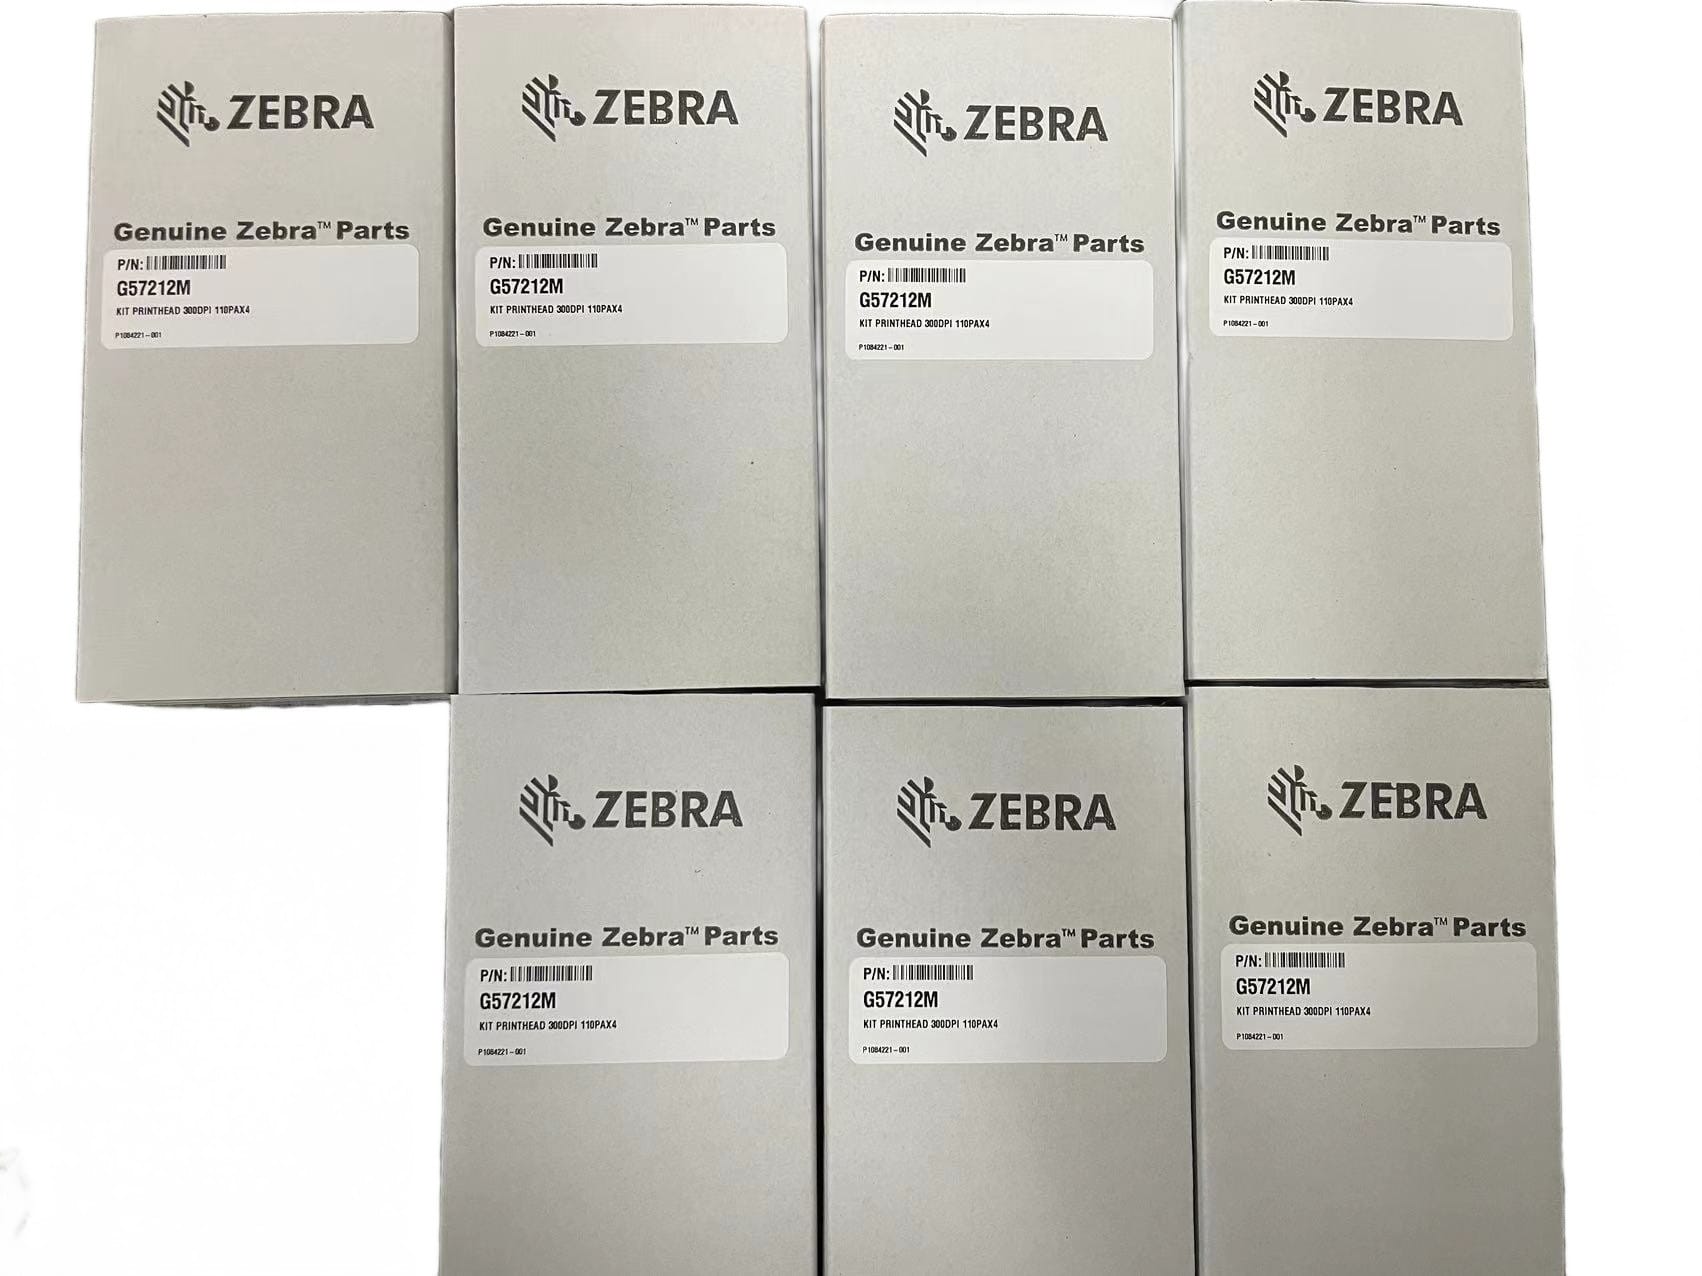 ZEBRA
Genuine Zebra™ Parts
P/N:
G57212M
KIT PRINTHEAD 300DPI 110PAX4
P1084221-001
ZEBRA
Genuine Zebra™ Parts
P/N:
G57212M
KIT PRINTHEAD 300DPI 110PAX4
P1084221-001
ZEBRA
Genuine Zebra™ Parts
P/N:
G57212M
KIT PRINTHEAD 300DPI 110PAX4
P1084221-001
ZEBRA
Genuine Zebra™ Parts
P/N:
G57212M
KIT PRINTHEAD 300DPI 110PAX4
P1084221-001
ZEBRA
Genuine Zebra™ Parts
P/N:
G57212M
KIT PRINTHEAD 300DPI 110PAX4
P1084221-001
ZEBRA
Genuine Zebra™ Parts
P/N:
G57212M
KIT PRINTHEAD 300DPI 110PAX4
P1084221-001
ZEBRA
Genuine Zebra™ Parts
P/N:
G57212M
KIT PRINTHEAD 300DPI 110PAX4
P1084221-001